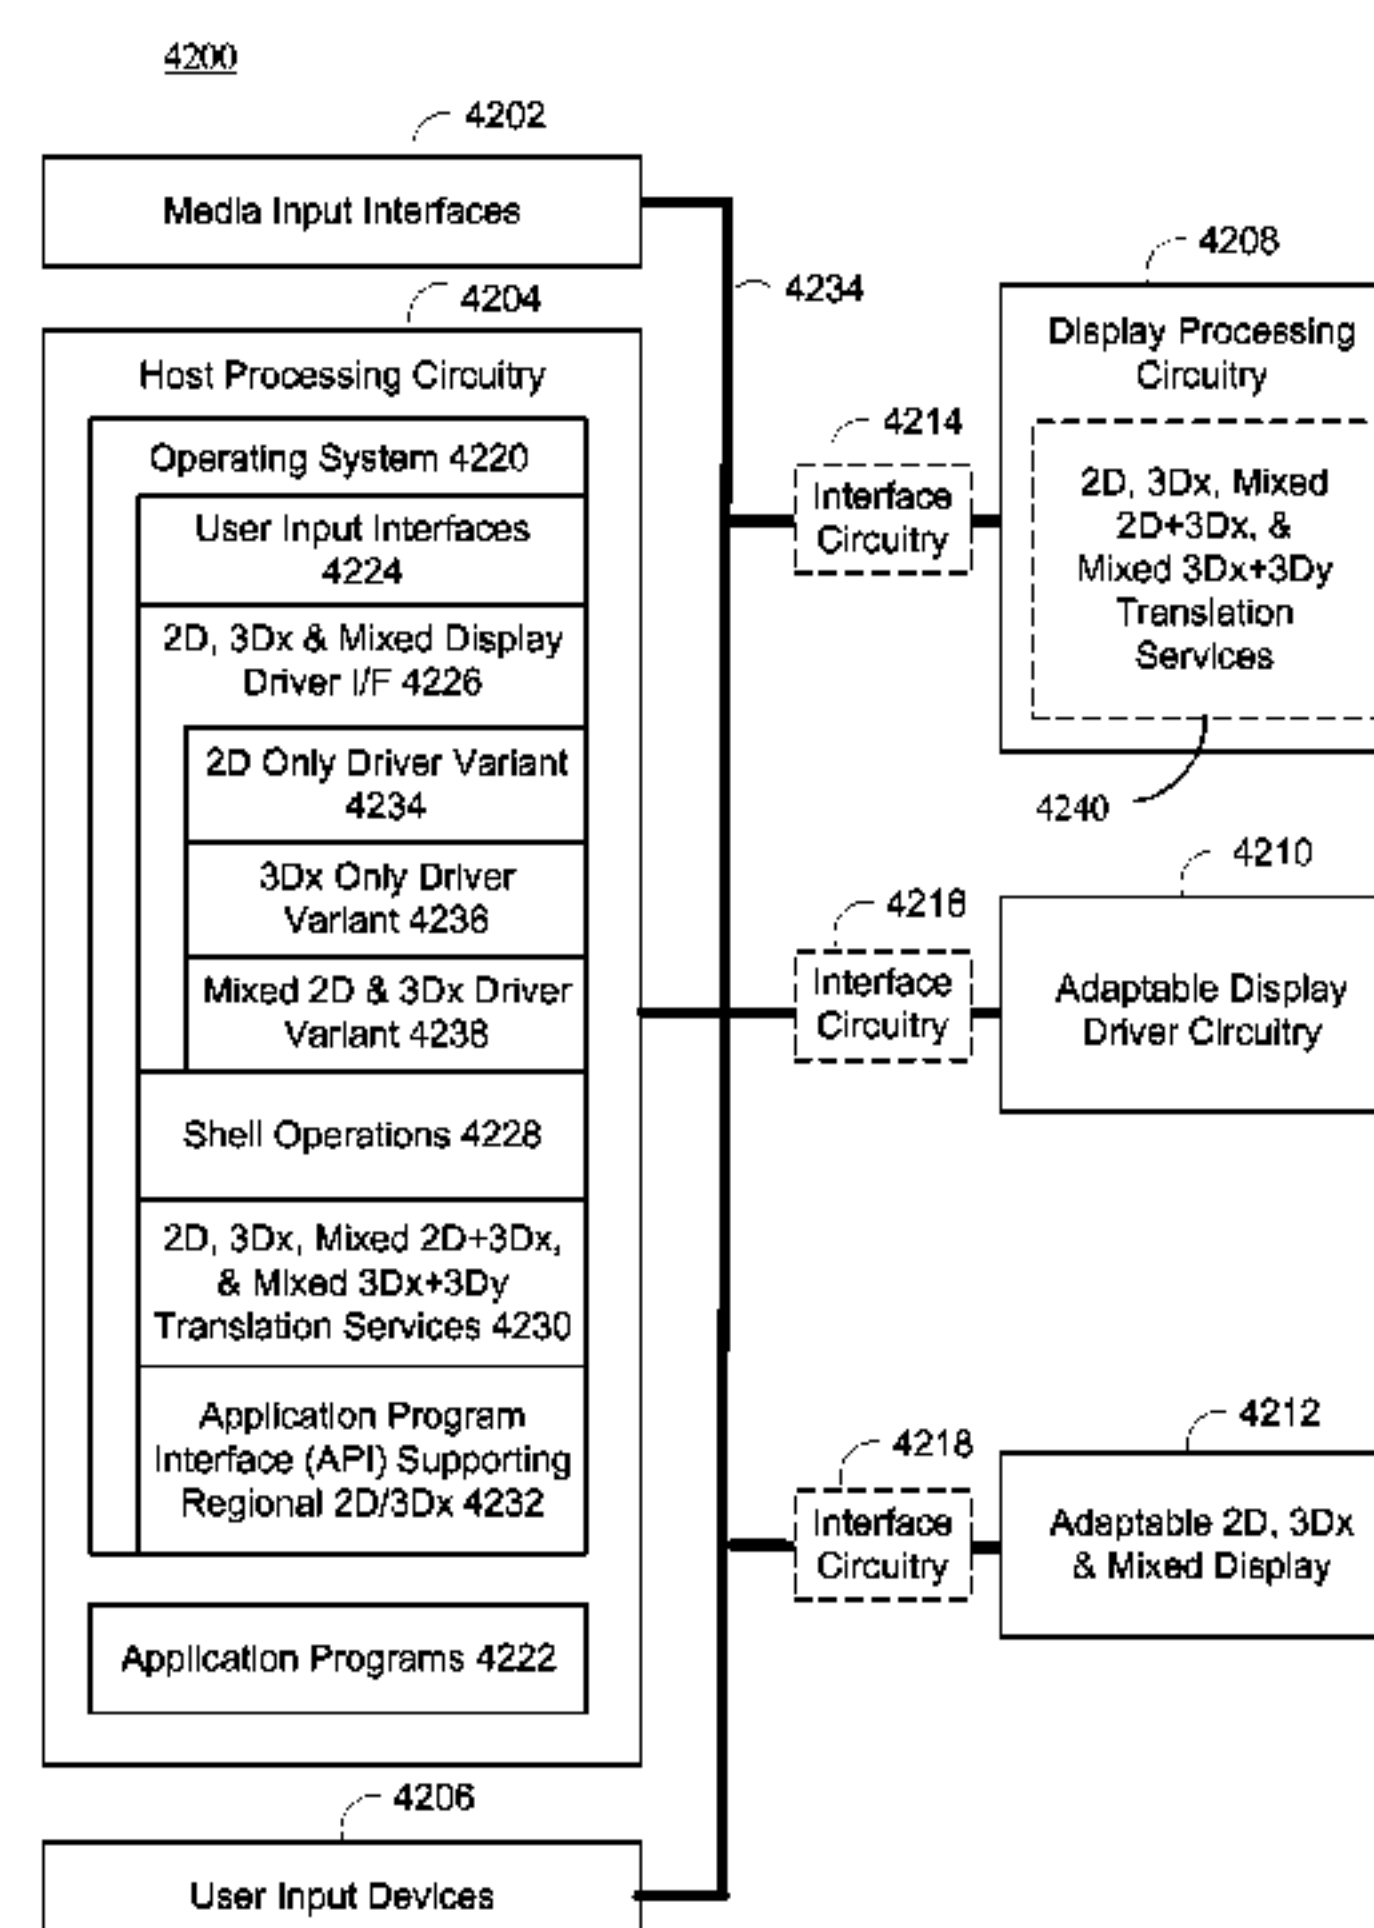 4200
4202
Media Input Interfaces
4204
Host Processing Circuitry
Operating System 4220
User Input Interfaces
4224
2D, 3Dx & Mixed Display
Driver I/F 4226
2D Only Driver Variant
4234
3Dx Only Driver
Variant 4236
Mixed 2D & 3Dx Driver
Variant 4238
Shell Operations 4228
2D, 3Dx, Mixed 2D+3Dx,
& Mixed 3Dx+3Dy
Translation Services 4230
Application Program
Interface (API) Supporting
Regional 2D/3Dx 4232
Application Programs 4222
4206
User Input Devices
4234
4214
Interface
Circuitry
4216
Interface
Circuitry
4218
Interface
Circuitry
4208
Display Processing
Circuitry
2D, 3Dx, Mixed
2D+3Dx, &
Mixed 3Dx+3Dy
Translation
Services
4240
4210
Adaptable Display
Driver Circuitry
4212
Adaptable 2D, 3Dx
& Mixed Display